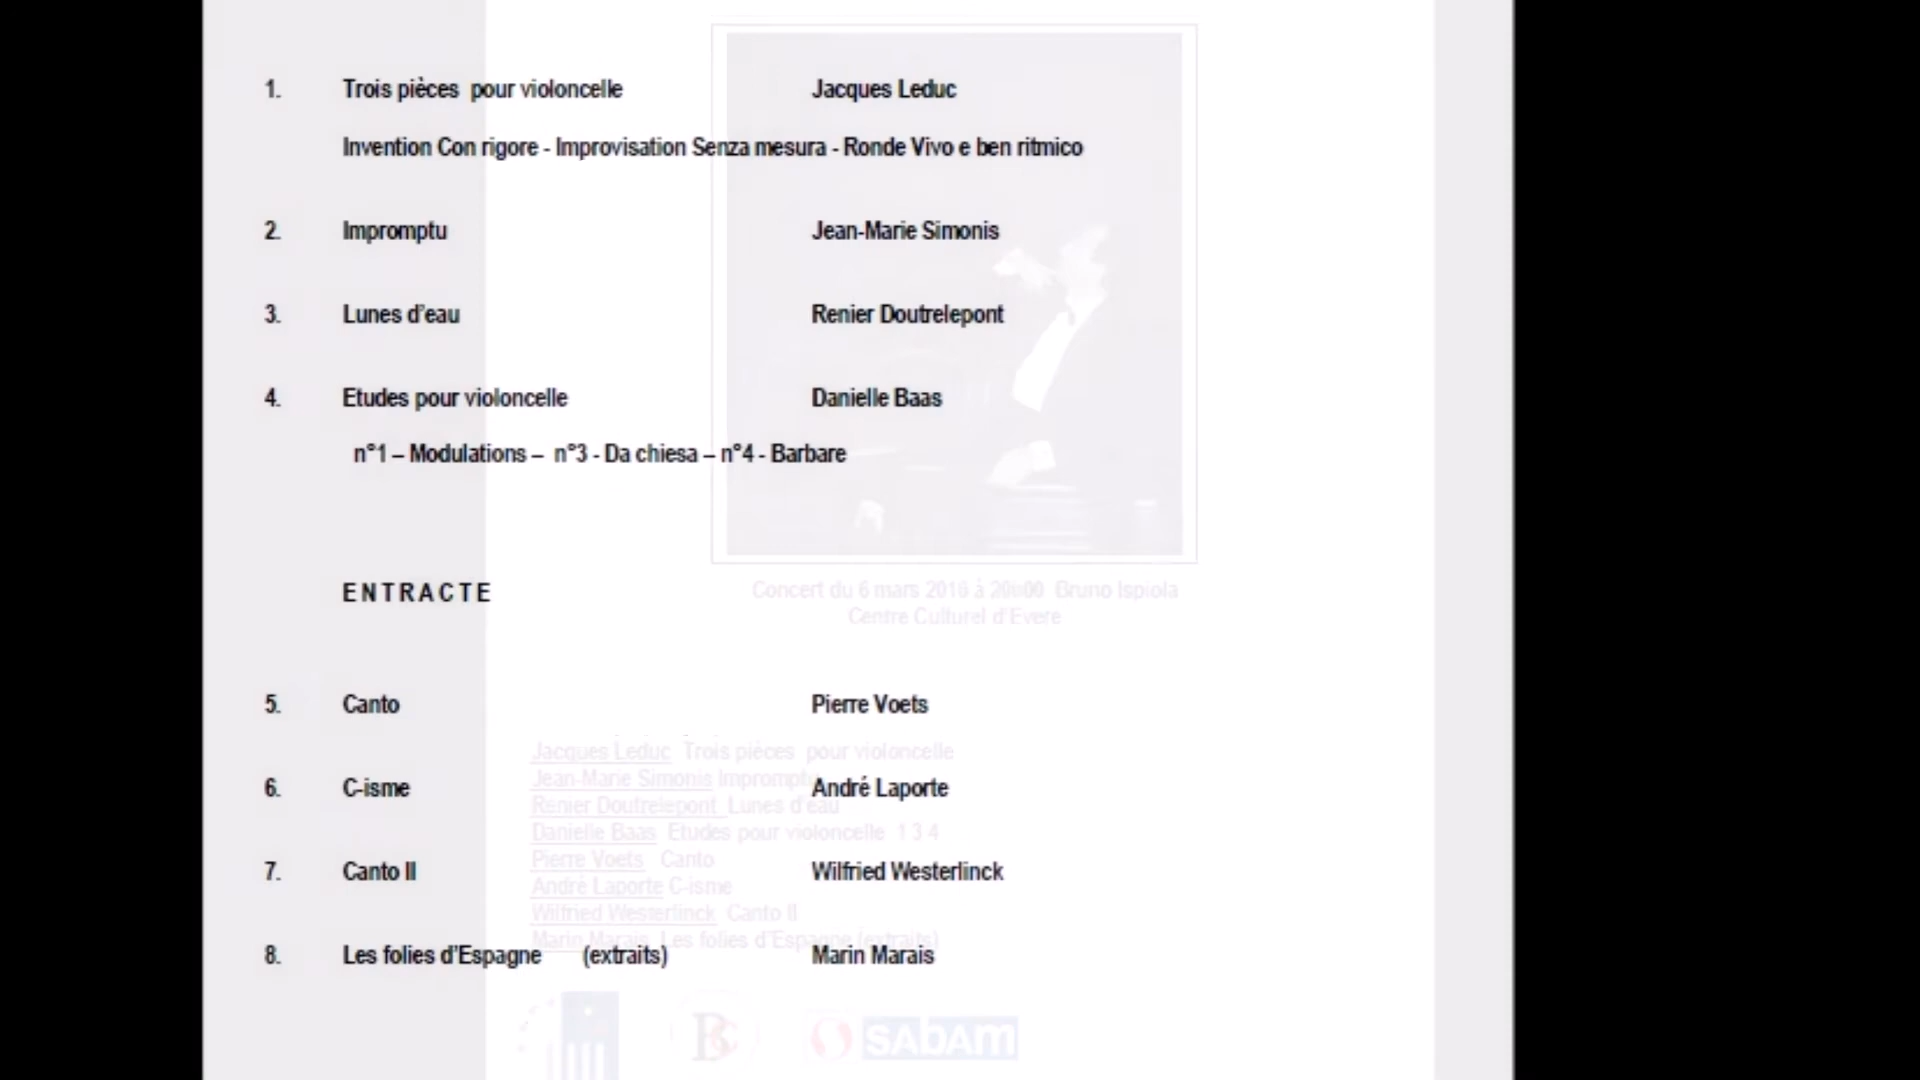 1. Trois pièces pour violoncelle Jacques Leduc
Invention Con rigore - Improvisation Senza mesura - Ronde Vivo e ben ritmico
2. Impromptu Jean-Marie Simonis
3. Lunes d'eau Renier Doutrelepont
4. Etudes pour violoncelle Danielle Baas
n°1 – Modulations – n°3 - Da chiesa – n°4 - Barbare
ENTRACTE
Concert du 6 mars 2016 à 20h00 Bruno Ispiola
Centre Culturel d'Evere
5. Canto Pierre Voets
Jacques Leduc Trois pièces pour violoncelle
Jean-Marie Simonis Impromptu
6. C-isme André Laporte
Renier Doutrelepont Lunes d'eau
Danielle Baas Etudes pour violoncelle 1 3 4
Pierre Voets Canto
7. Canto II Wilfried Westerlinck
André Laporte C-isme
Wilfried Westerlinck Canto II
Marin Marais Les folies d'Espagne (extraits)
8. Les folies d'Espagne (extraits) Marin Marais
sabam